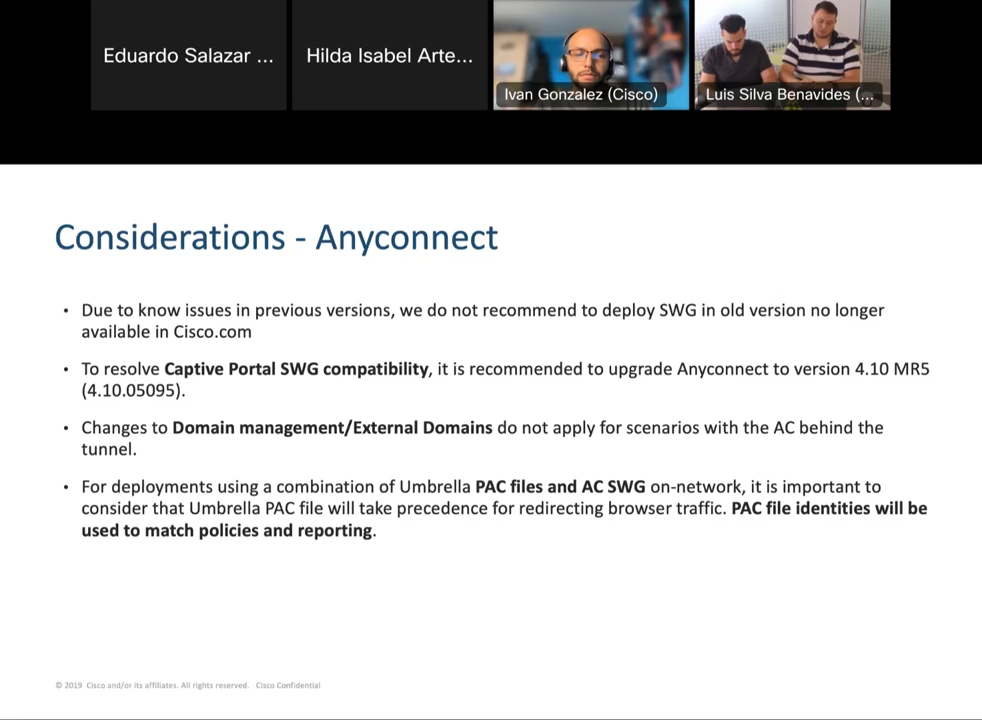 Eduardo Salazar ...
Hilda Isabel Arte...
Ivan Gonzalez (Cisco)
Luis Silva Benavides (...
Considerations - Anyconnect
• Due to know issues in previous versions, we do not recommend to deploy SWG in old version no longer
available in Cisco.com
• To resolve Captive Portal SWG compatibility, it is recommended to upgrade Anyconnect to version 4.10 MR5
(4.10.05095).
• Changes to Domain management/External Domains do not apply for scenarios with the AC behind the
tunnel.
• For deployments using a combination of Umbrella PAC files and AC SWG on-network, it is important to
consider that Umbrella PAC file will take precedence for redirecting browser traffic. PAC file identities will be
used to match policies and reporting.
© 2019 Cisco and/or its affiliates. All rights reserved. Cisco Confidential